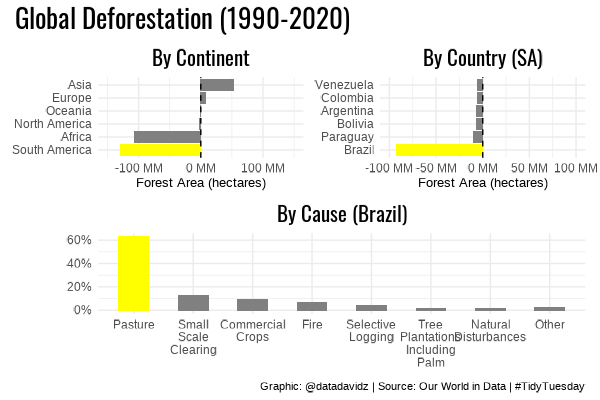 Global Deforestation (1990-2020)
By Continent
Asia
Europe
Oceania
North America
Africa
South America
-100 MM 0 MM 100 MM
Forest Area (hectares)
By Country (SA)
Venezuela
Colombia
Argentina
Bolivia
Paraguay
Brazil
-100 MM -50 MM 0 MM 50 MM 100 MM
Forest Area (hectares)
By Cause (Brazil)
60%
40%
20%
0%
Pasture
Small
Scale
Clearing
Commercial
Crops
Fire
Selective
Logging
Tree
Plantations
Including
Palm
Natural
Disturbances
Other
Graphic: @datadavidz | Source: Our World in Data | #TidyTuesday